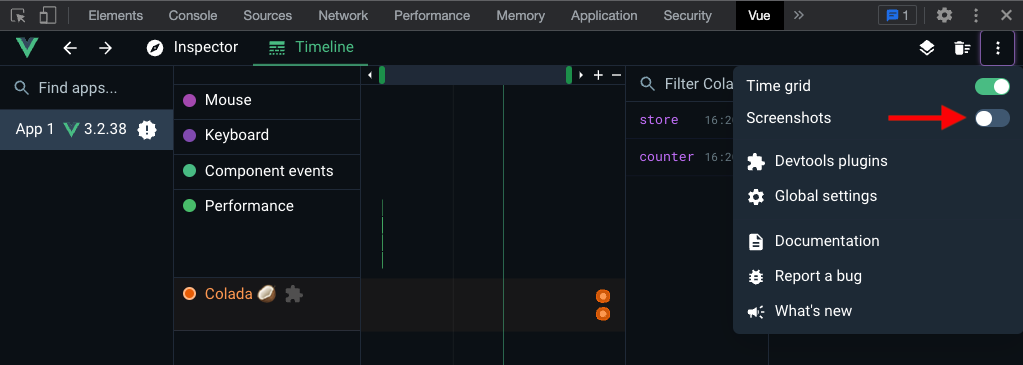 Elements Console Sources Network Performance Memory Application Security Vue » 1
Inspector Timeline
Find apps...
App 1 3.2.38
Mouse
Keyboard
Component events
Performance
Colada
Filter Cola
store 16:20
counter 16:20
Time grid
Screenshots
Devtools plugins
Global settings
Documentation
Report a bug
What's new